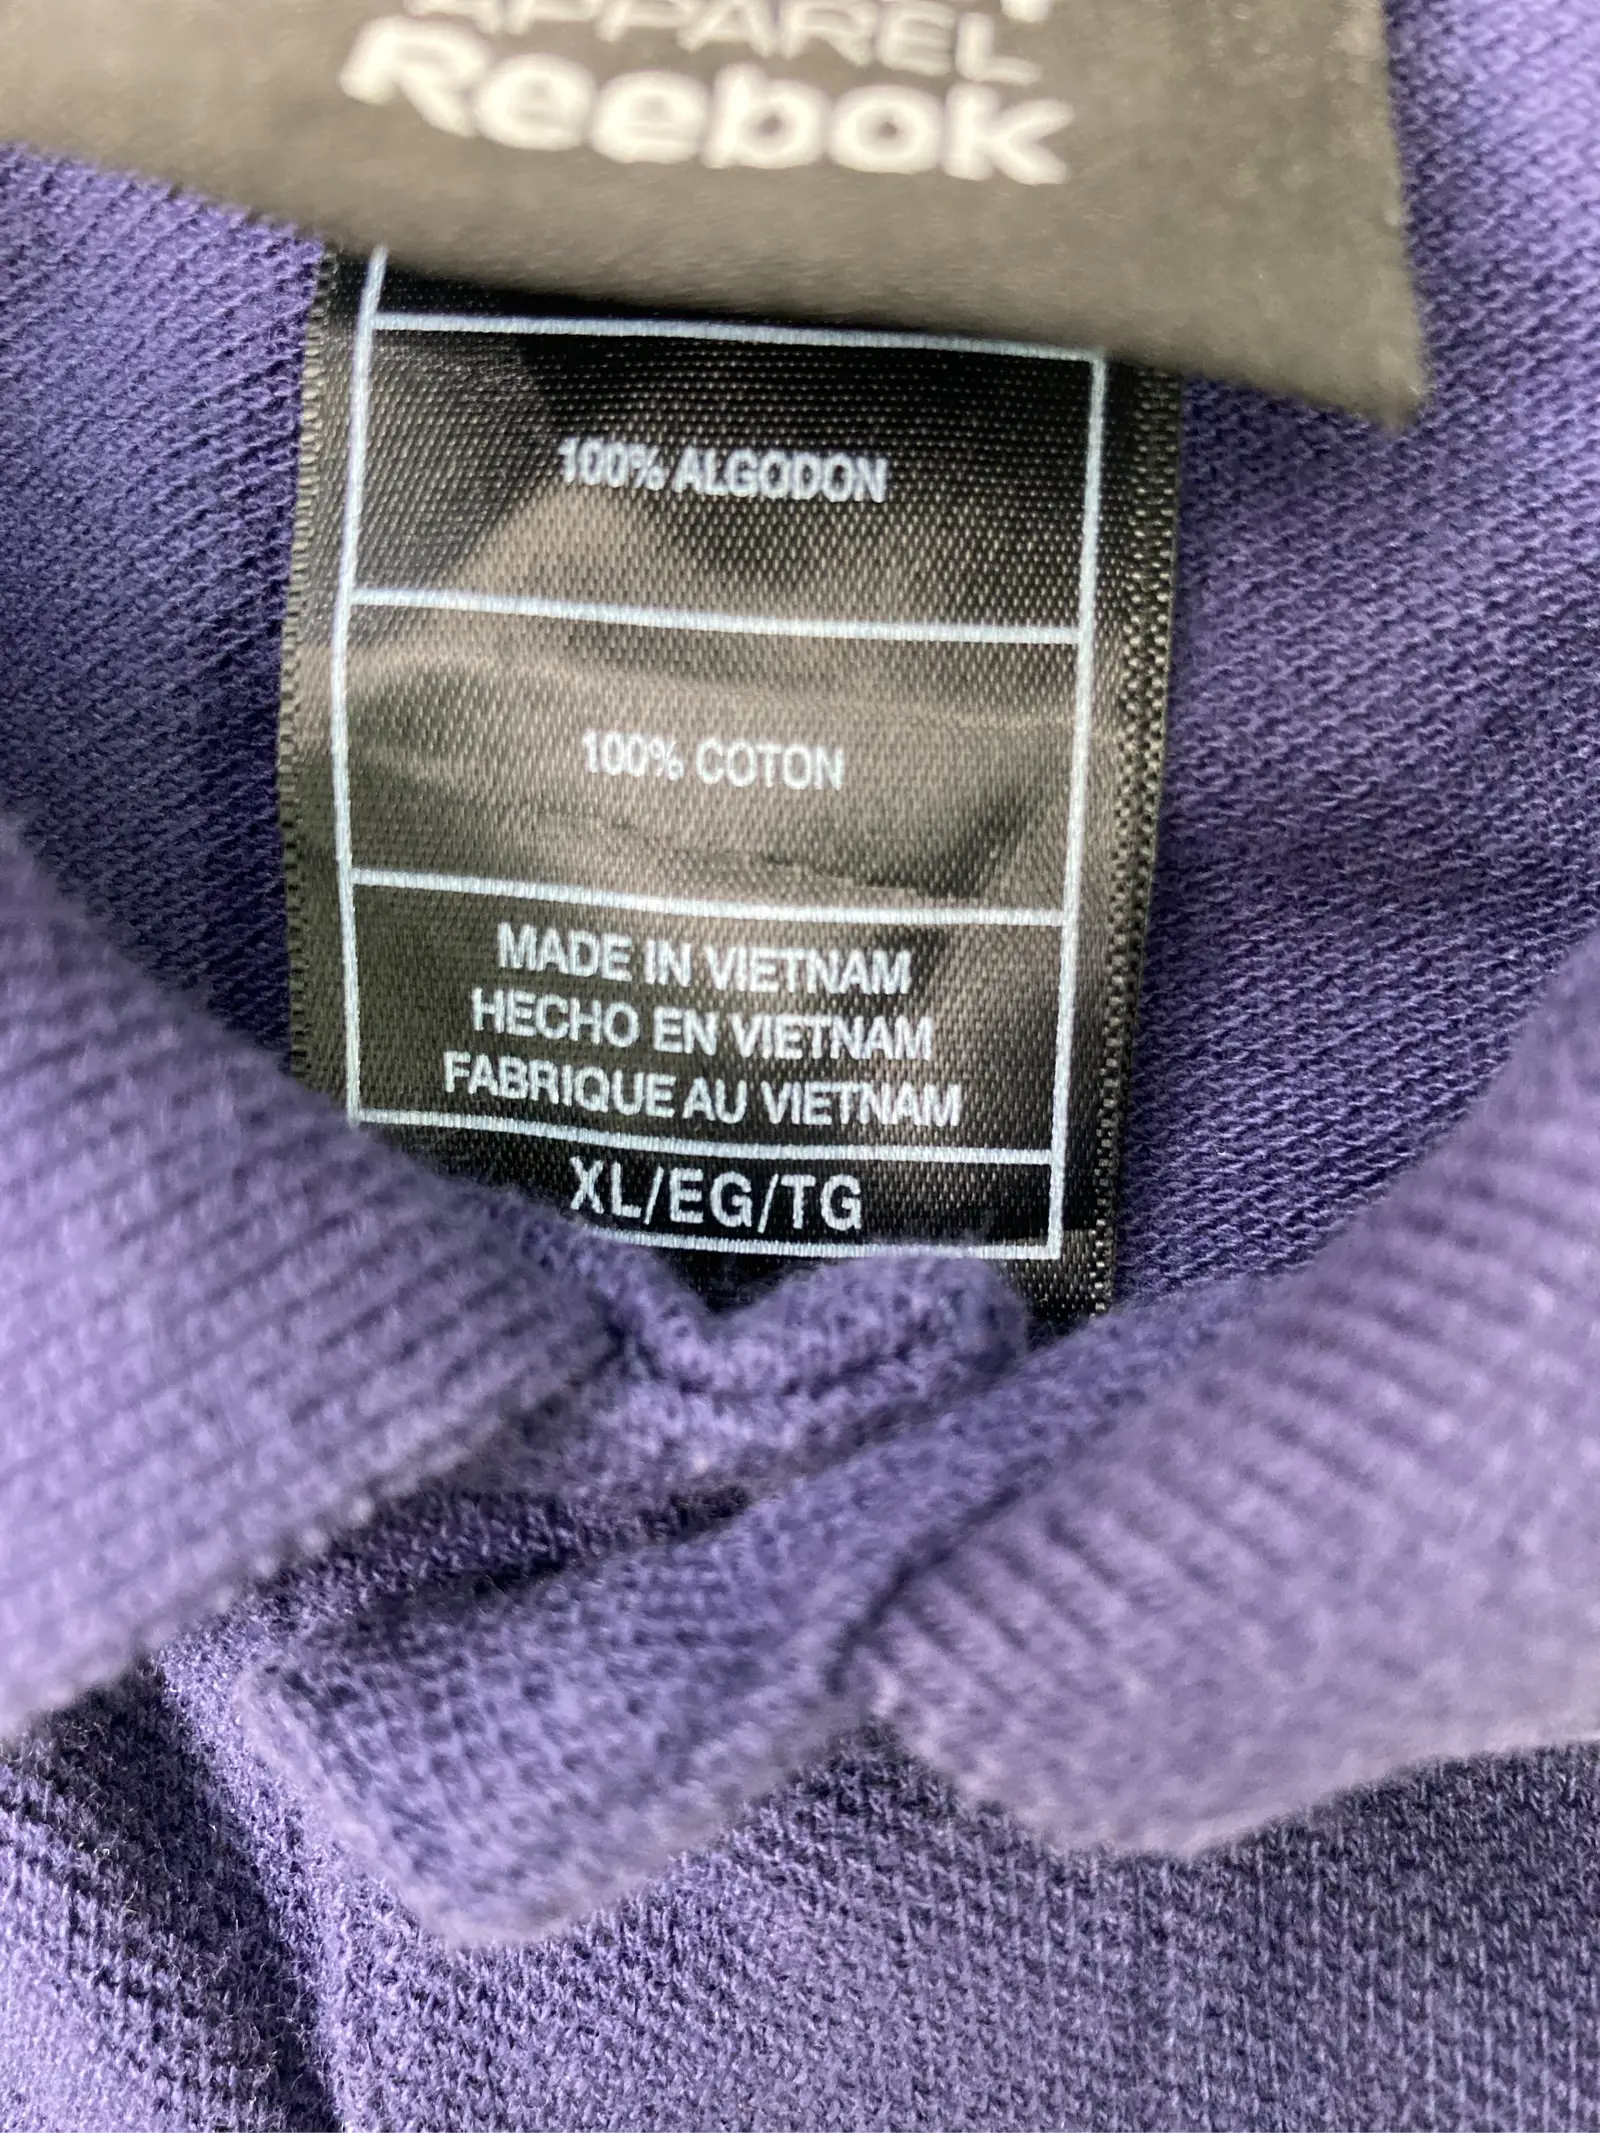 APPAREL
Reebok
100% ALGODON
100% COTON
MADE IN VIETNAM
HECHO EN VIETNAM
FABRIQUE AU VIETNAM
XL/EG/TG